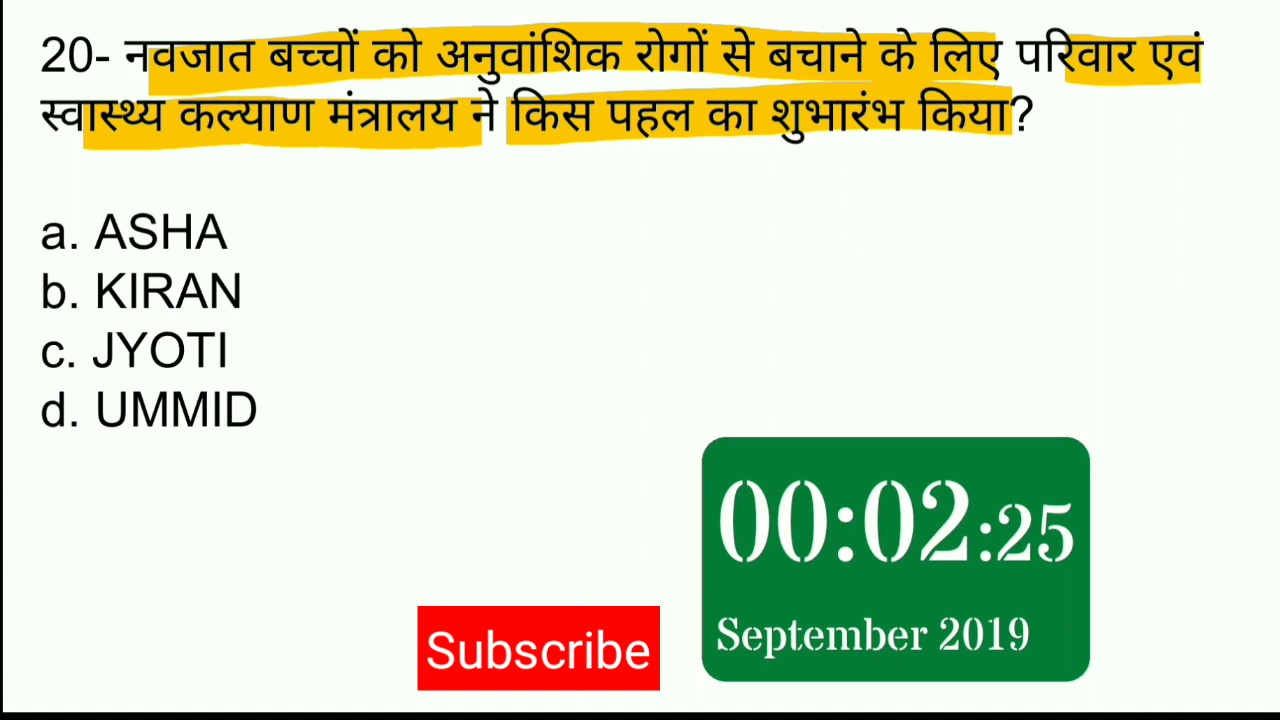 20- नवजात बच्चों को अनुवांशिक रोगों से बचाने के लिए परिवार एवं
स्वास्थ्य कल्याण मंत्रालय ने किस पहल का शुभारंभ किया?
a. ASHA
b. KIRAN
c. JYOTI
d. UMMID
00:02:25
September 2019
Subscribe